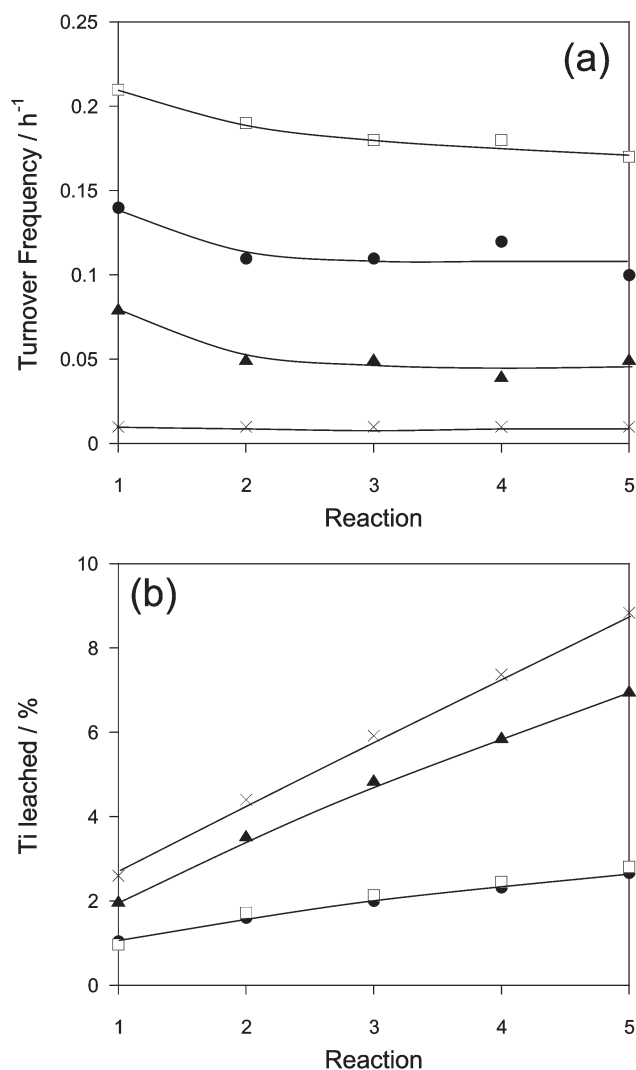 0.25
(a)
0.2
0.15
0.1
0.05
0
Turnover Frequency / h⁻¹
1 2 3 4 5
Reaction
10
(b)
8
6
4
2
0
Ti leached / %
1 2 3 4 5
Reaction